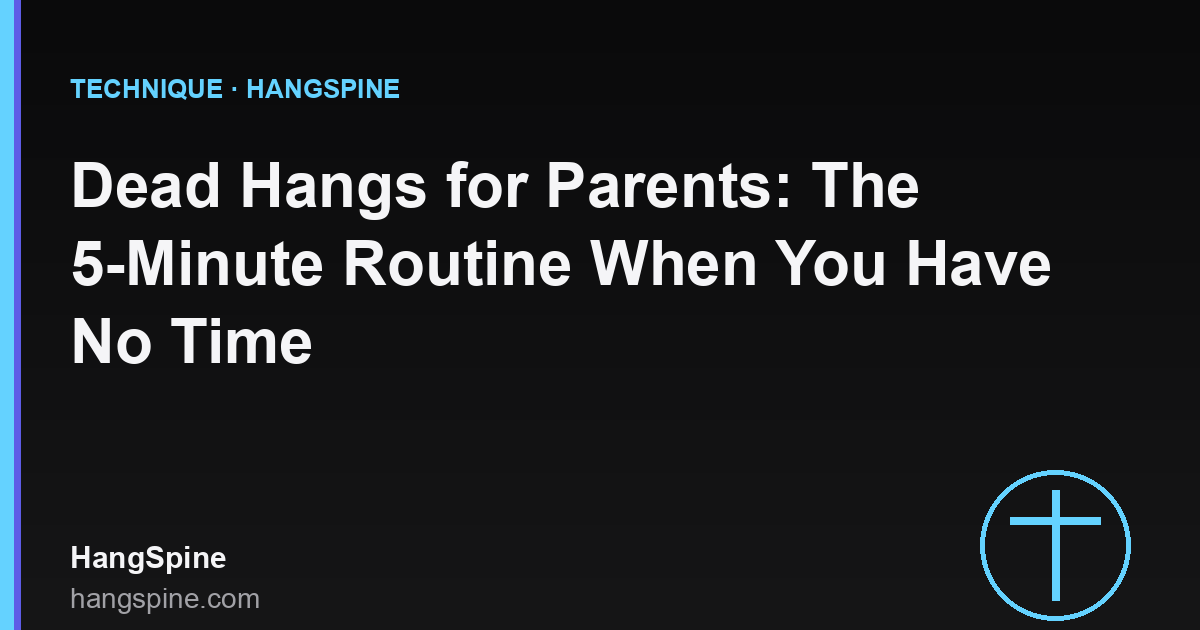 TECHNIQUE · HANGSPINE
Dead Hangs for Parents: The
5-Minute Routine When You Have
No Time
HangSpine
hangspine.com